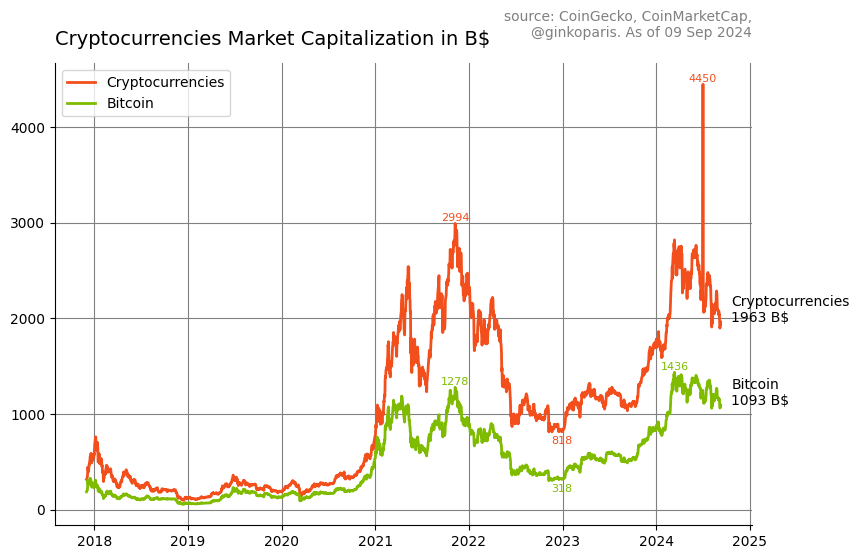 source: CoinGecko, CoinMarketCap,
@ginkoparis. As of 09 Sep 2024
Cryptocurrencies Market Capitalization in B$
Cryptocurrencies
Bitcoin
4450
4000
3000
2994
2000
Cryptocurrencies
1963 B$
1436
1278
Bitcoin
1093 B$
1000
818
318
0
2018 2019 2020 2021 2022 2023 2024 2025